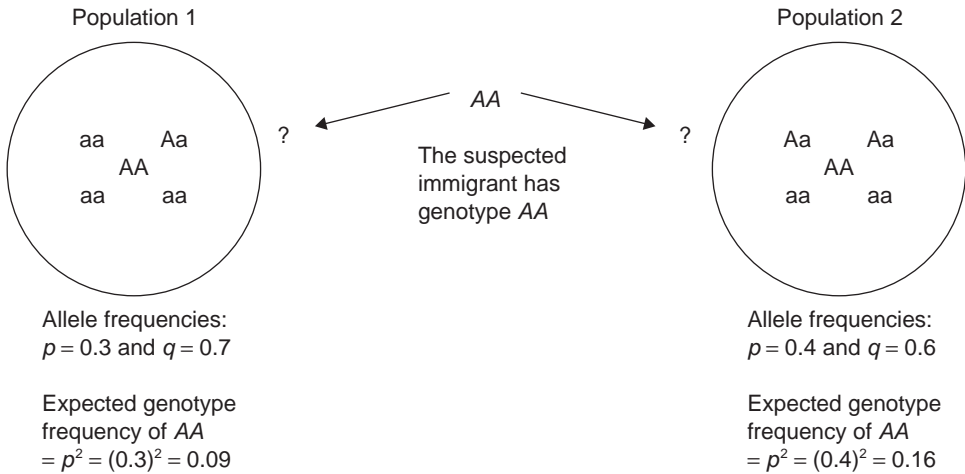 Population 1
aa Aa
AA
aa aa
Allele frequencies:
p = 0.3 and q = 0.7
Expected genotype
frequency of AA
= p² = (0.3)² = 0.09
?
AA
?
The suspected
immigrant has
genotype AA
Population 2
Aa Aa
AA
aa aa
Allele frequencies:
p = 0.4 and q = 0.6
Expected genotype
frequency of AA
= p² = (0.4)² = 0.16